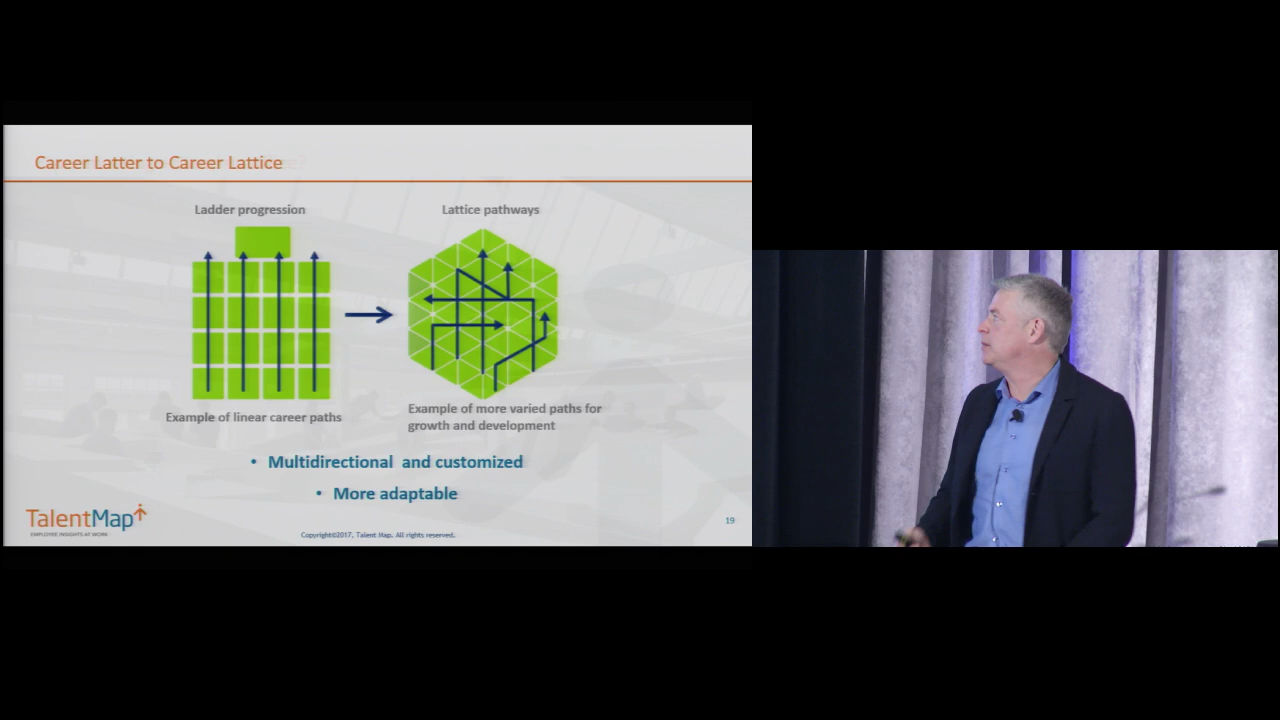 Career Latter to Career Lattice
Ladder progression
Lattice pathways
Example of linear career paths
Example of more varied paths for
growth and development
• Multidirectional and customized
• More adaptable
TalentMap
EMPLOYEE INSIGHTS AT WORK
Copyright©2017, Talent Map. All rights reserved.
19